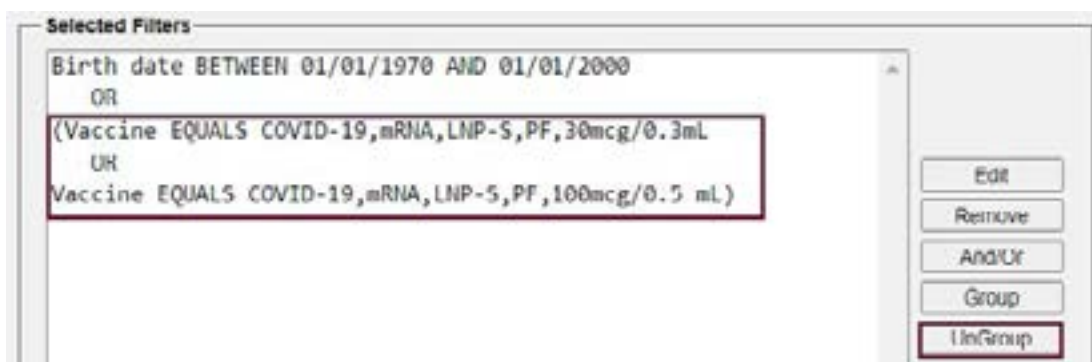 Selected Filters
Birth date BETWEEN 01/01/1970 AND 01/01/2000
OR
(Vaccine EQUALS COVID-19,mRNA,LNP-S,PF,30mcg/0.3mL
OR
Vaccine EQUALS COVID-19,mRNA,LNP-S,PF,100mcg/0.5 mL)
Edit
Remove
And/Or
Group
UnGroup